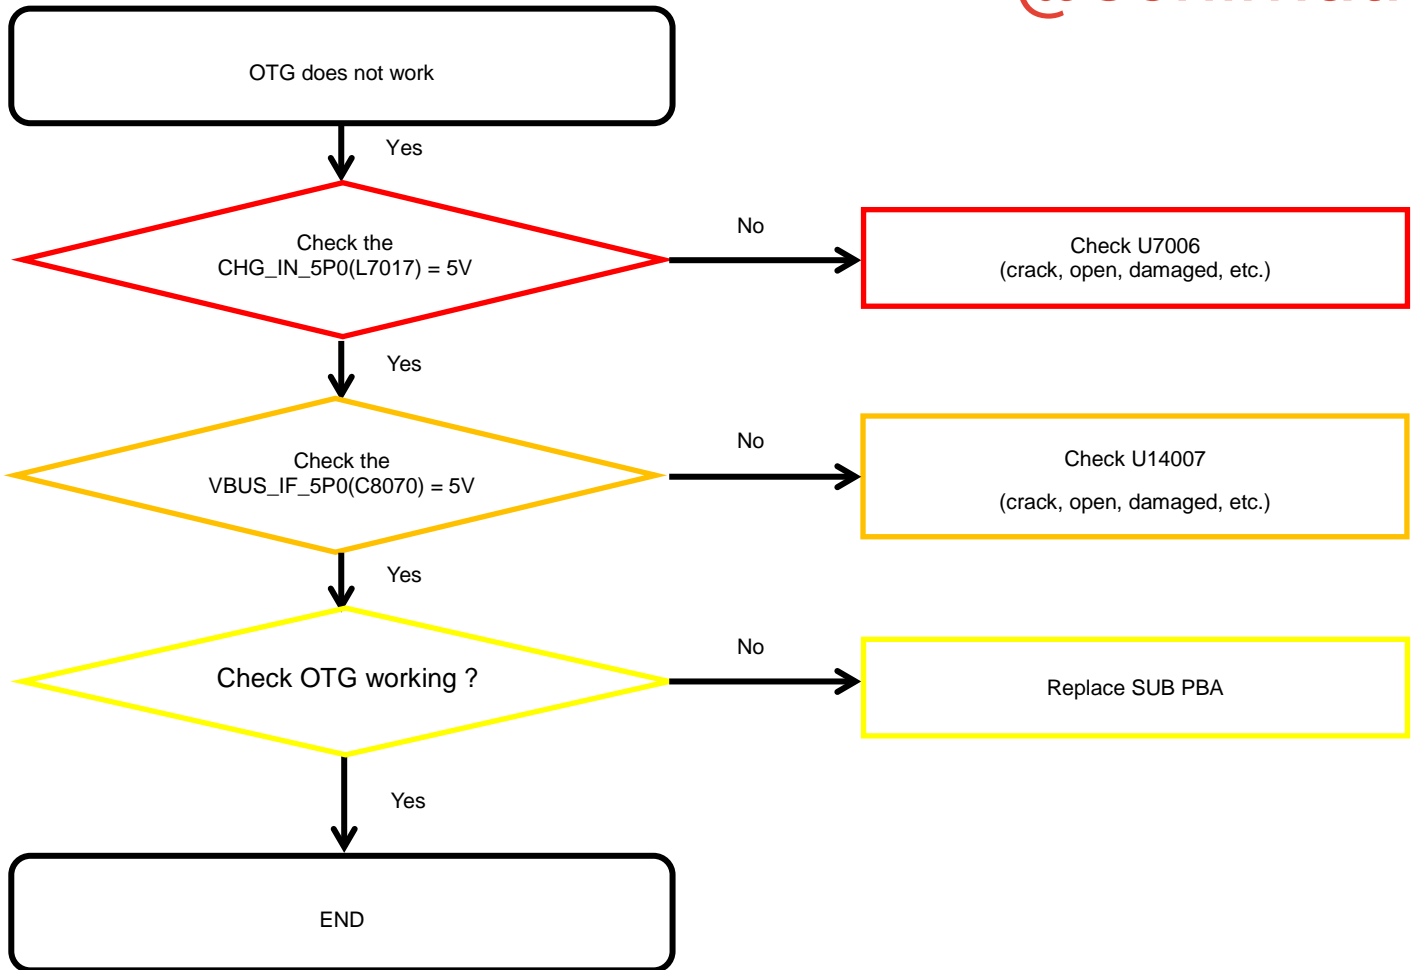 OTG does not work
Yes
Check the
CHG_IN_5P0(L7017) = 5V
No
Check U7006
(crack, open, damaged, etc.)
Yes
Check the
VBUS_IF_5P0(C8070) = 5V
No
Check U14007
(crack, open, damaged, etc.)
Yes
Check OTG working ?
No
Replace SUB PBA
Yes
END